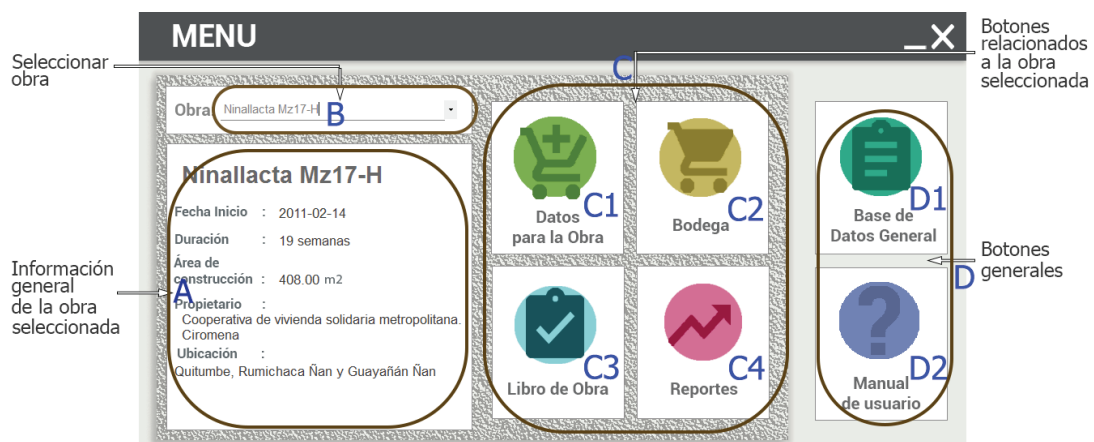 MENU
Seleccionar
obra
Botones
relacionados
a la obra
seleccionada
C
Obra:
Ninallacta Mz17-H
B
Ninallacta Mz17-H
Fecha Inicio : 2011-02-14
Duración : 19 semanas
Área de
construcción : 408.00 m2
Propietario :
Cooperativa de vivienda solidaria metropolitana.
Ciromena
Ubicación :
Quitumbe, Rumichaca Ñan y Guayañán Ñan
A
Información
general
de la obra
seleccionada
C1
Datos
para la Obra
C2
Bodega
C3
Libro de Obra
C4
Reportes
D1
Base de
Datos General
D2
Manual
de usuario
D
Botones
generales